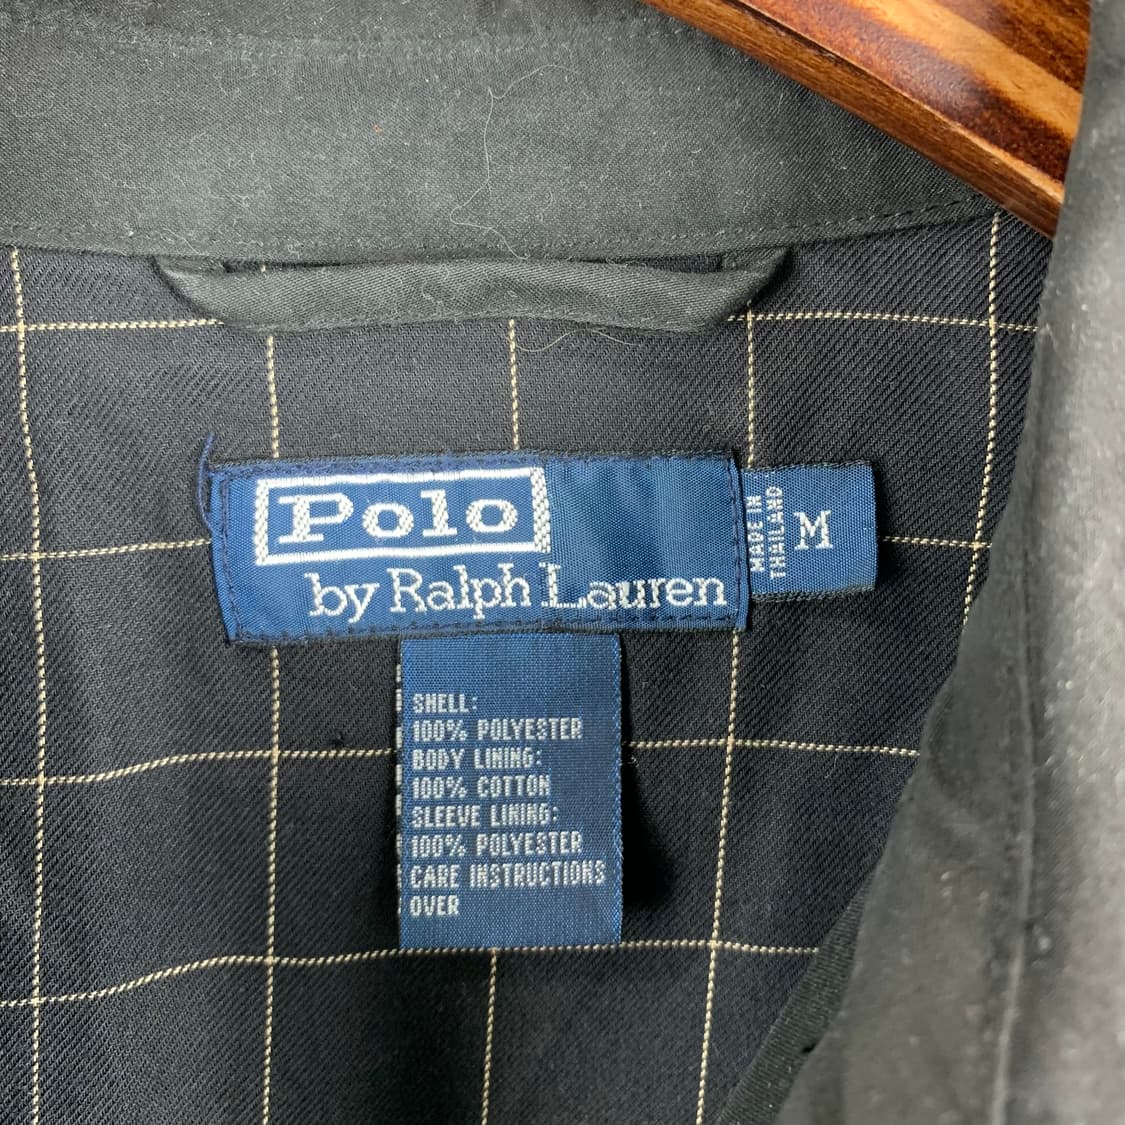 Polo
by Ralph Lauren
MADE IN
THAILAND
M
SHELL:
100% POLYESTER
BODY LINING:
100% COTTON
SLEEVE LINING:
100% POLYESTER
CARE INSTRUCTIONS
OVER